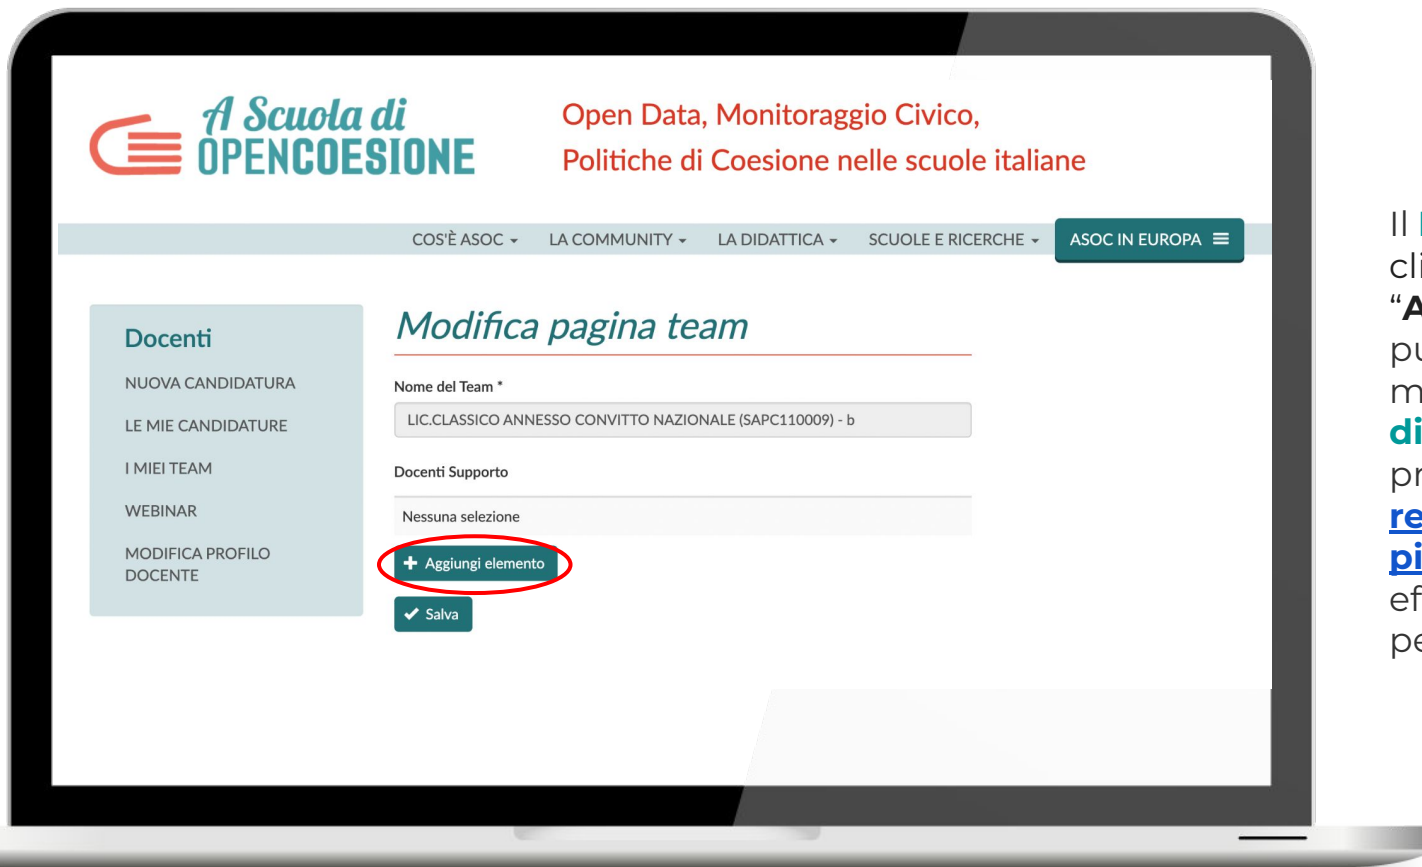 A Scuola di
OPENCOESIONE
Open Data, Monitoraggio Civico,
Politiche di Coesione nelle scuole italiane
COS'È ASOC
LA COMMUNITY
LA DIDATTICA
SCUOLE E RICERCHE
ASOC IN EUROPA
Docenti
NUOVA CANDIDATURA
LE MIE CANDIDATURE
I MIEI TEAM
WEBINAR
MODIFICA PROFILO
DOCENTE
Modifica pagina team
Nome del Team *
LIC.CLASSICO ANNESSO CONVITTO NAZIONALE (SAPC110009) - b
Docenti Supporto
Nessuna selezione
Aggiungi elemento
Salva
Il